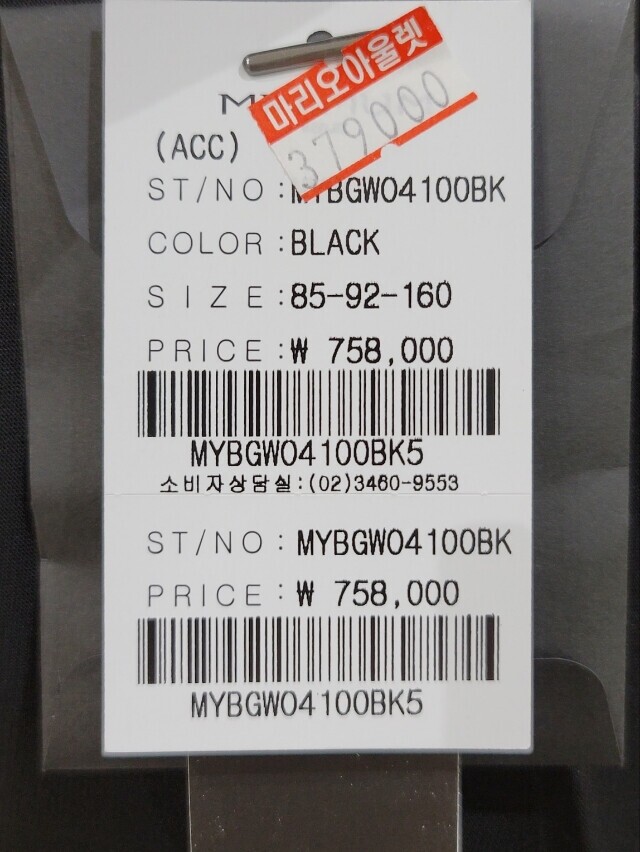 마리오아울렛
379000
(ACC)
ST/NO : MYBGW04100BK
COLOR : BLACK
SIZE : 85-92-160
PRICE : ₩ 758,000
MYBGW04100BK5
소비자상담실:(02)3460-9553
ST/NO : MYBGW04100BK
PRICE : ₩ 758,000
MYBGW04100BK5